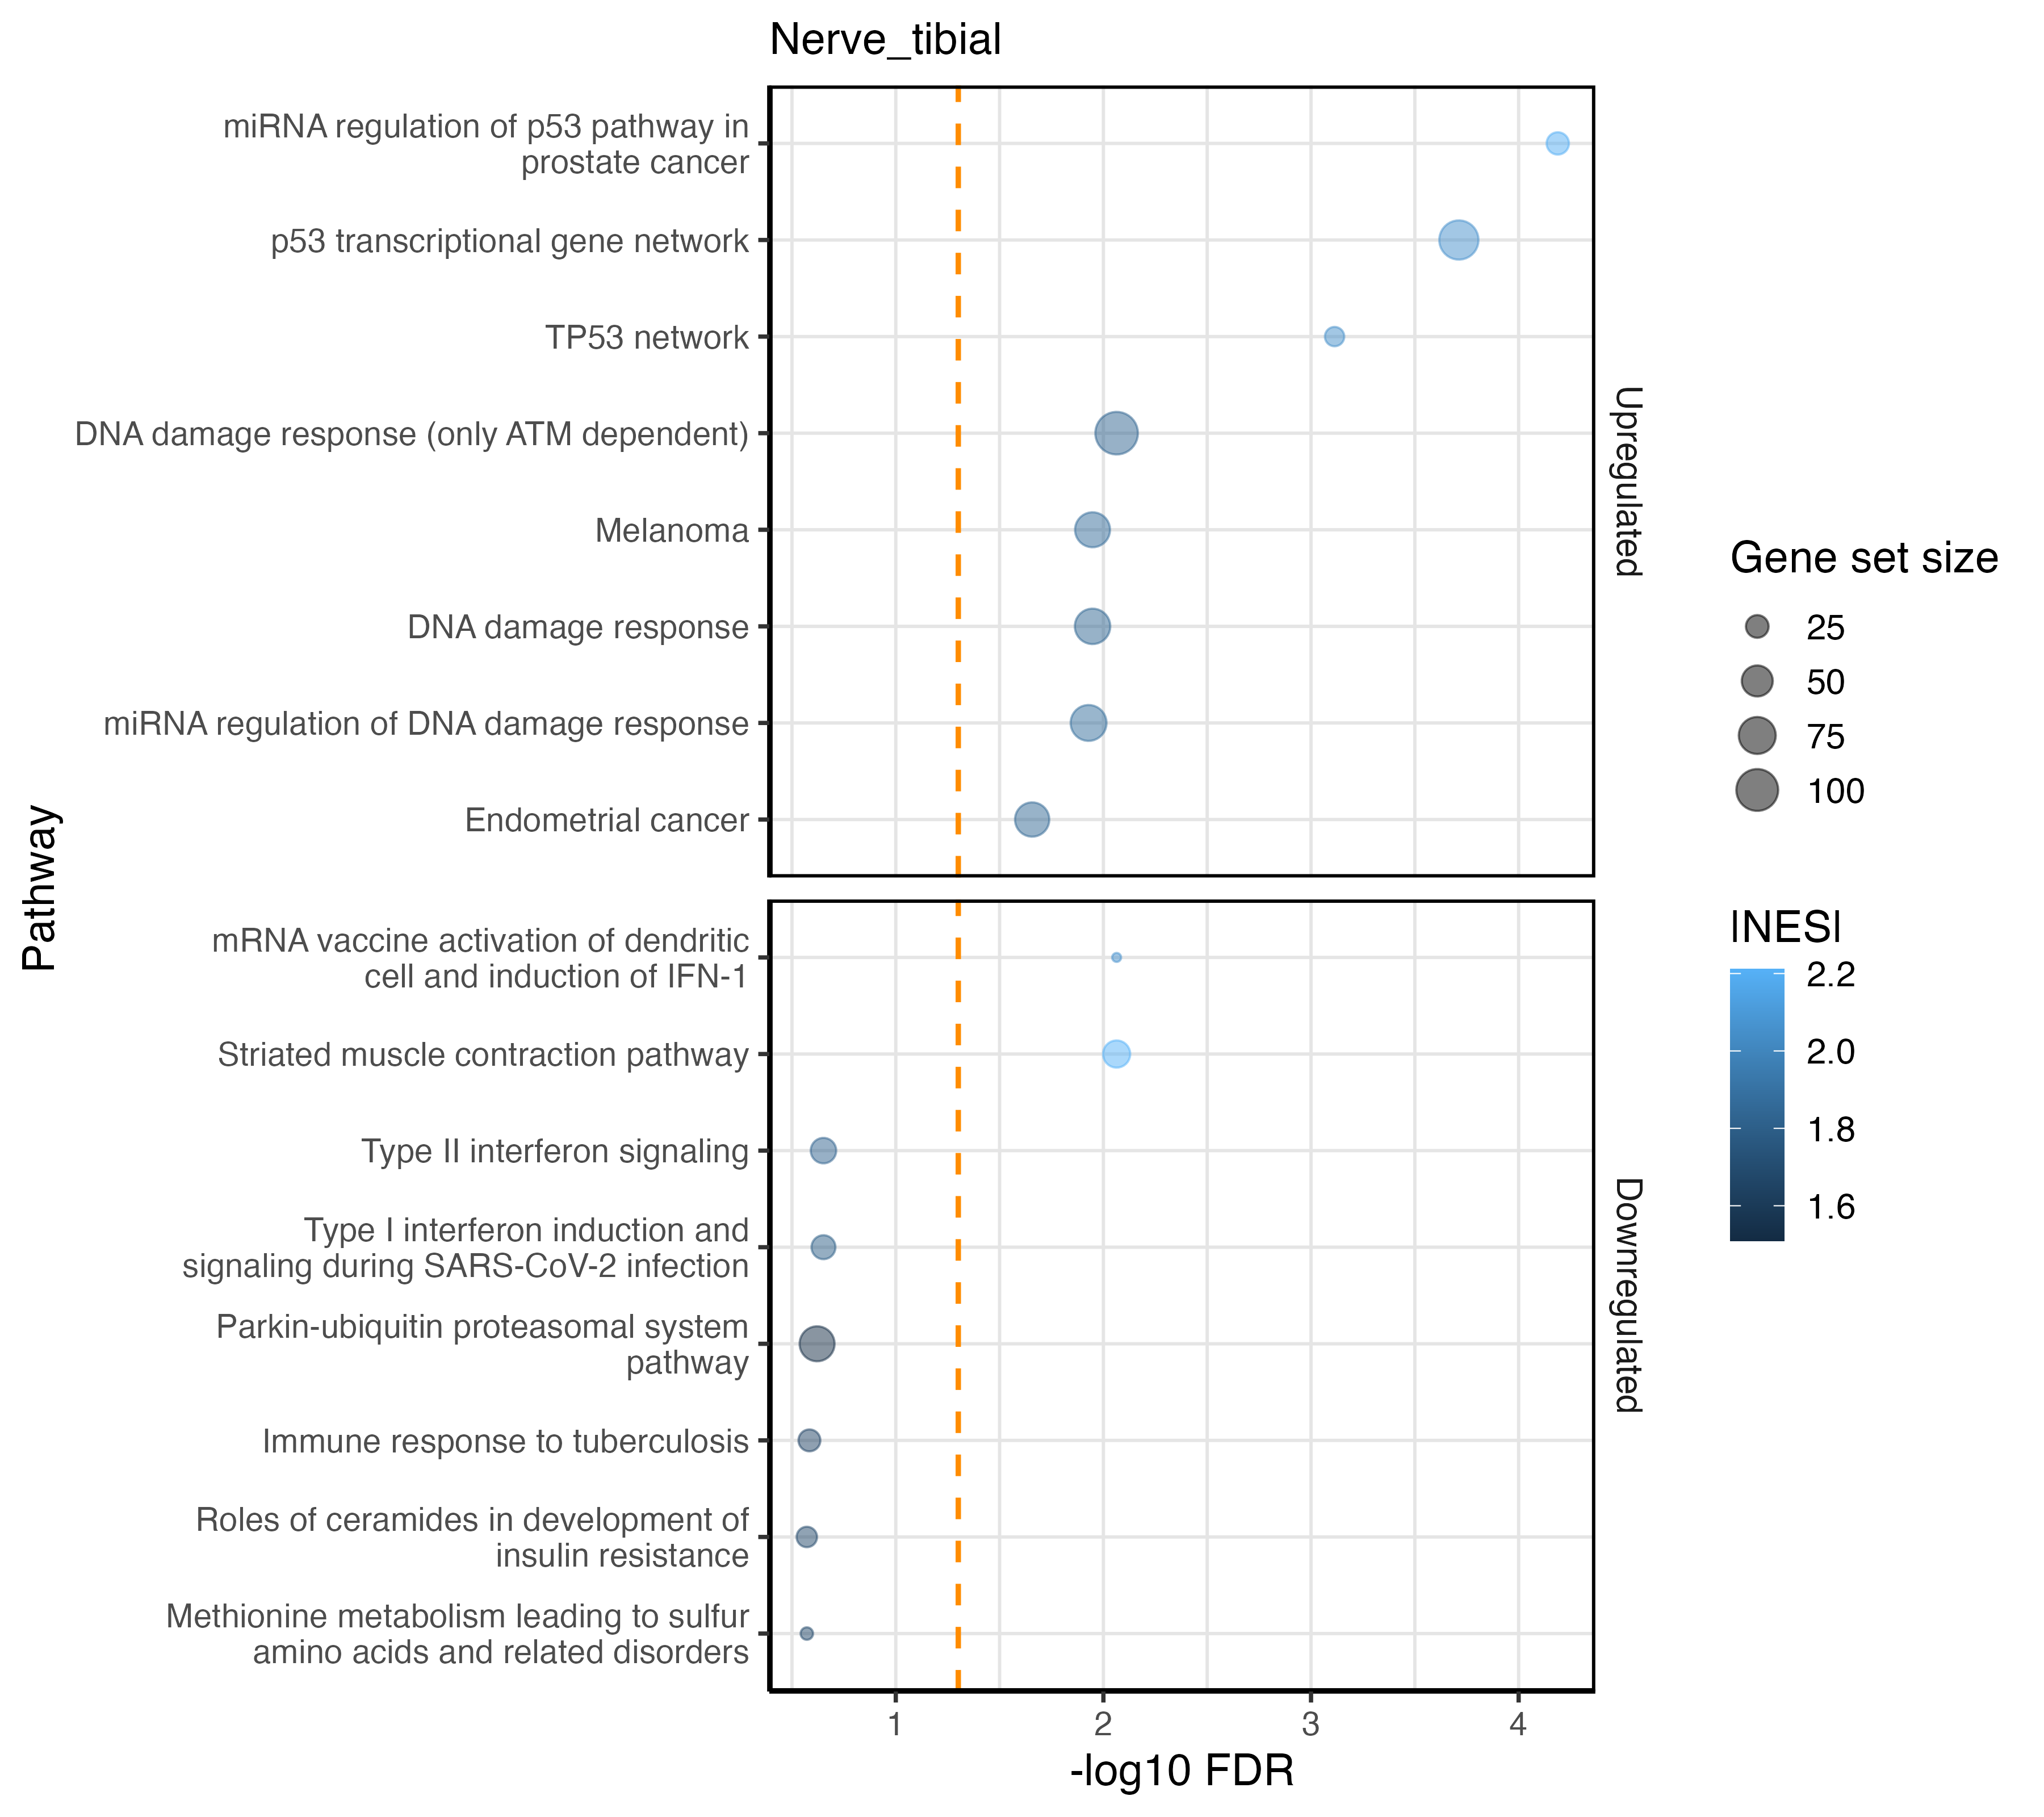 Nerve_tibial
miRNA regulation of p53 pathway in
prostate cancer
p53 transcriptional gene network
TP53 network
DNA damage response (only ATM dependent)
Melanoma
DNA damage response
miRNA regulation of DNA damage response
Endometrial cancer
Upregulated
mRNA vaccine activation of dendritic
cell and induction of IFN-1
Striated muscle contraction pathway
Type II interferon signaling
Type I interferon induction and
signaling during SARS-CoV-2 infection
Parkin-ubiquitin proteasomal system
pathway
Immune response to tuberculosis
Roles of ceramides in development of
insulin resistance
Methionine metabolism leading to sulfur
amino acids and related disorders
Downregulated
Pathway
1 2 3 4
-log10 FDR
Gene set size
25
50
75
100
|NES|
2.2
2.0
1.8
1.6